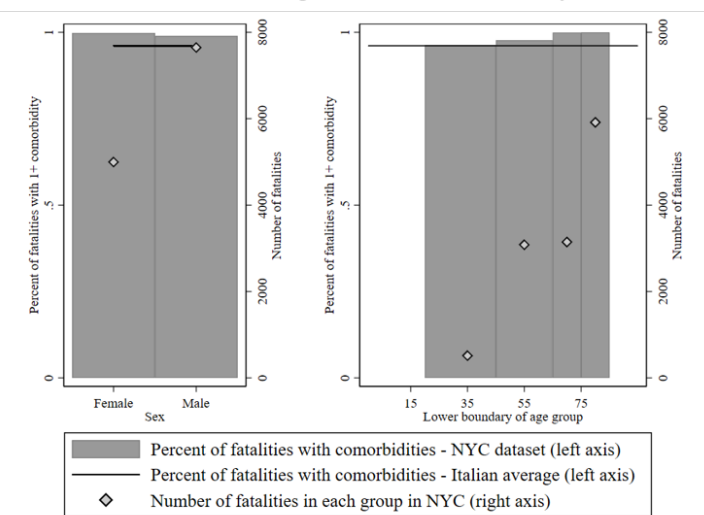 Percent of fatalities with 1+ comorbidity
0 .5 1
0 2000 4000 6000 8000
Number of fatalities
Female Male
Sex
Percent of fatalities with 1+ comorbidity
0 .5 1
0 2000 4000 6000 8000
Number of fatalities
15 35 55 75
Lower boundary of age group
Percent of fatalities with comorbidities - NYC dataset (left axis)
Percent of fatalities with comorbidities - Italian average (left axis)
Number of fatalities in each group in NYC (right axis)